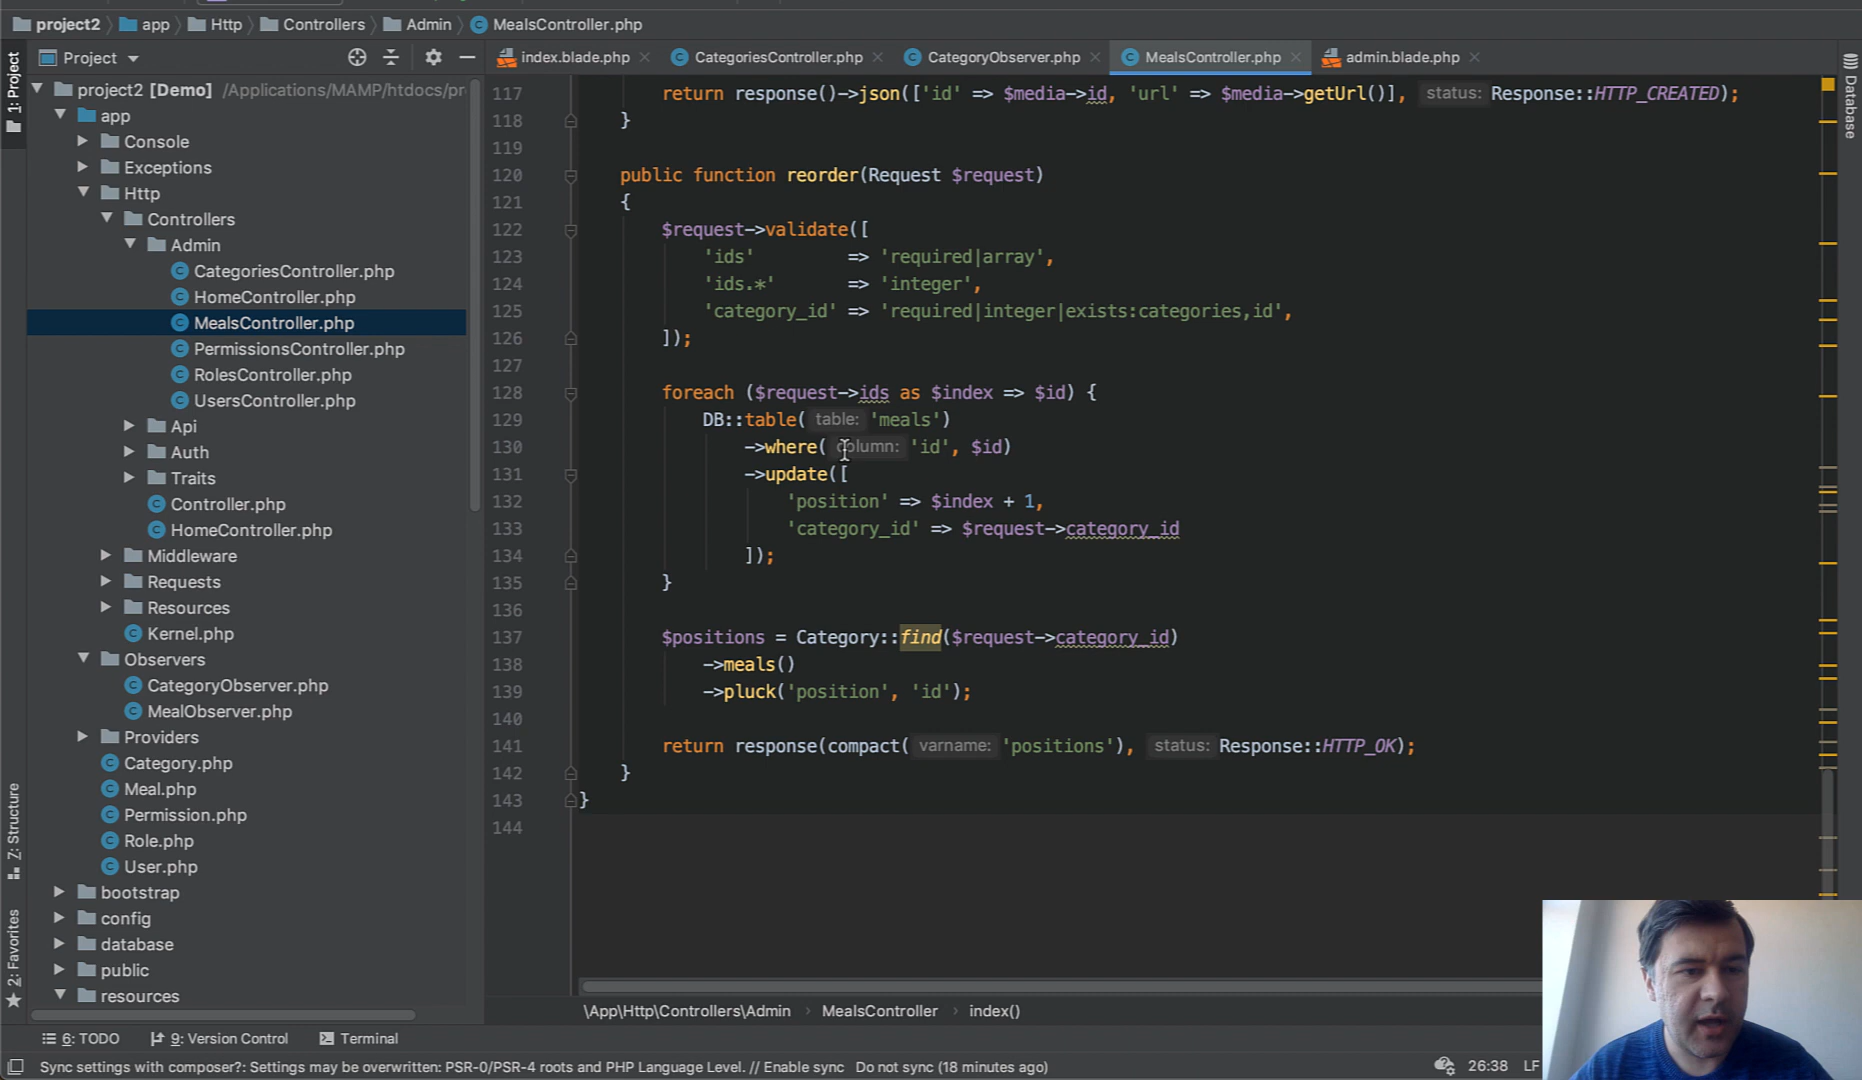 project2 app Http Controllers Admin MealsController.php
1: Project
Project
index.blade.php CategoriesController.php CategoryObserver.php MealsController.php admin.blade.php
Database
project2 [Demo] /Applications/MAMP/htdocs/pr
app
Console
Exceptions
Http
Controllers
Admin
CategoriesController.php
HomeController.php
MealsController.php
PermissionsController.php
RolesController.php
UsersController.php
Api
Auth
Traits
Controller.php
HomeController.php
Middleware
Requests
Resources
Kernel.php
Observers
CategoryObserver.php
MealObserver.php
Providers
Category.php
Meal.php
Permission.php
Role.php
User.php
bootstrap
config
database
public
resources
Z: Structure
2: Favorites
117 return response()->json(['id' => $media->id, 'url' => $media->getUrl()], status: Response::HTTP_CREATED);
118 }
119
120 public function reorder(Request $request)
121 {
122 $request->validate([
123 'ids' => 'required|array',
124 'ids.*' => 'integer',
125 'category_id' => 'required|integer|exists:categories,id',
126 ]);
127
128 foreach ($request->ids as $index => $id) {
129 DB::table( table: 'meals')
130 ->where( column: 'id', $id)
131 ->update([
132 'position' => $index + 1,
133 'category_id' => $request->category_id
134 ]);
135 }
136
137 $positions = Category::find($request->category_id)
138 ->meals()
139 ->pluck('position', 'id');
140
141 return response(compact( varname: 'positions'), status: Response::HTTP_OK);
142 }
143 }
144
\App\Http\Controllers\Admin MealsController index()
6: TODO 9: Version Control Terminal
Sync settings with composer?: Settings may be overwritten: PSR-0/PSR-4 roots and PHP Language Level. // Enable sync Do not sync (18 minutes ago) 26:38 LF